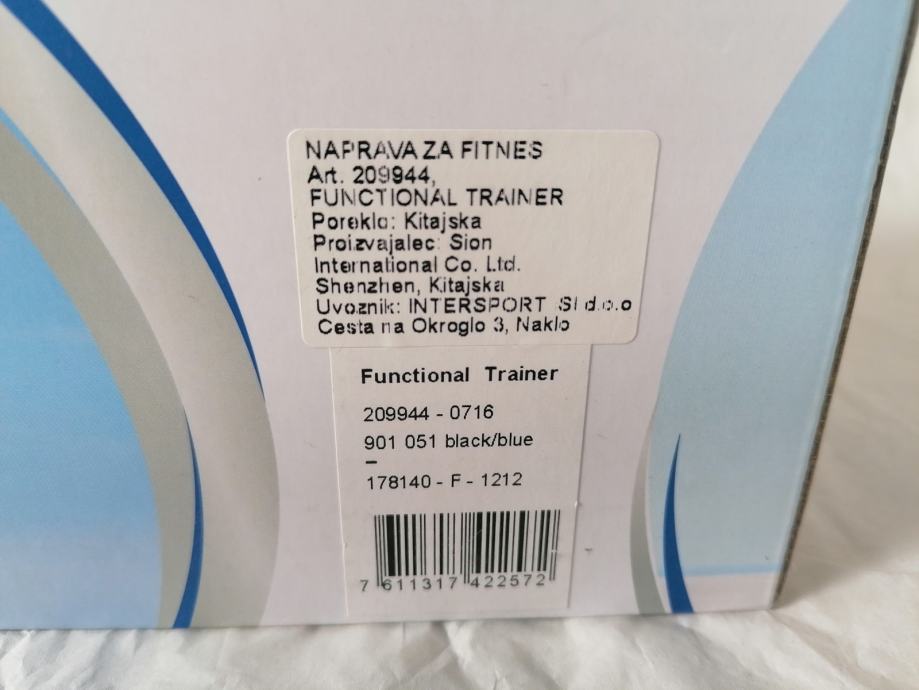 NAPRAVA ZA FITNES
Art. 209944,
FUNCTIONAL TRAINER
Poreklo: Kitajska
Proizvajalec: Sion
International Co. Ltd.
Shenzhen, Kitajska
Uvoznik: INTERSPORT SI d.o.o
Cesta na Okroglo 3, Naklo
Functional Trainer
209944 - 0716
901 051 black/blue
–
178140 - F - 1212
7 611317 422572